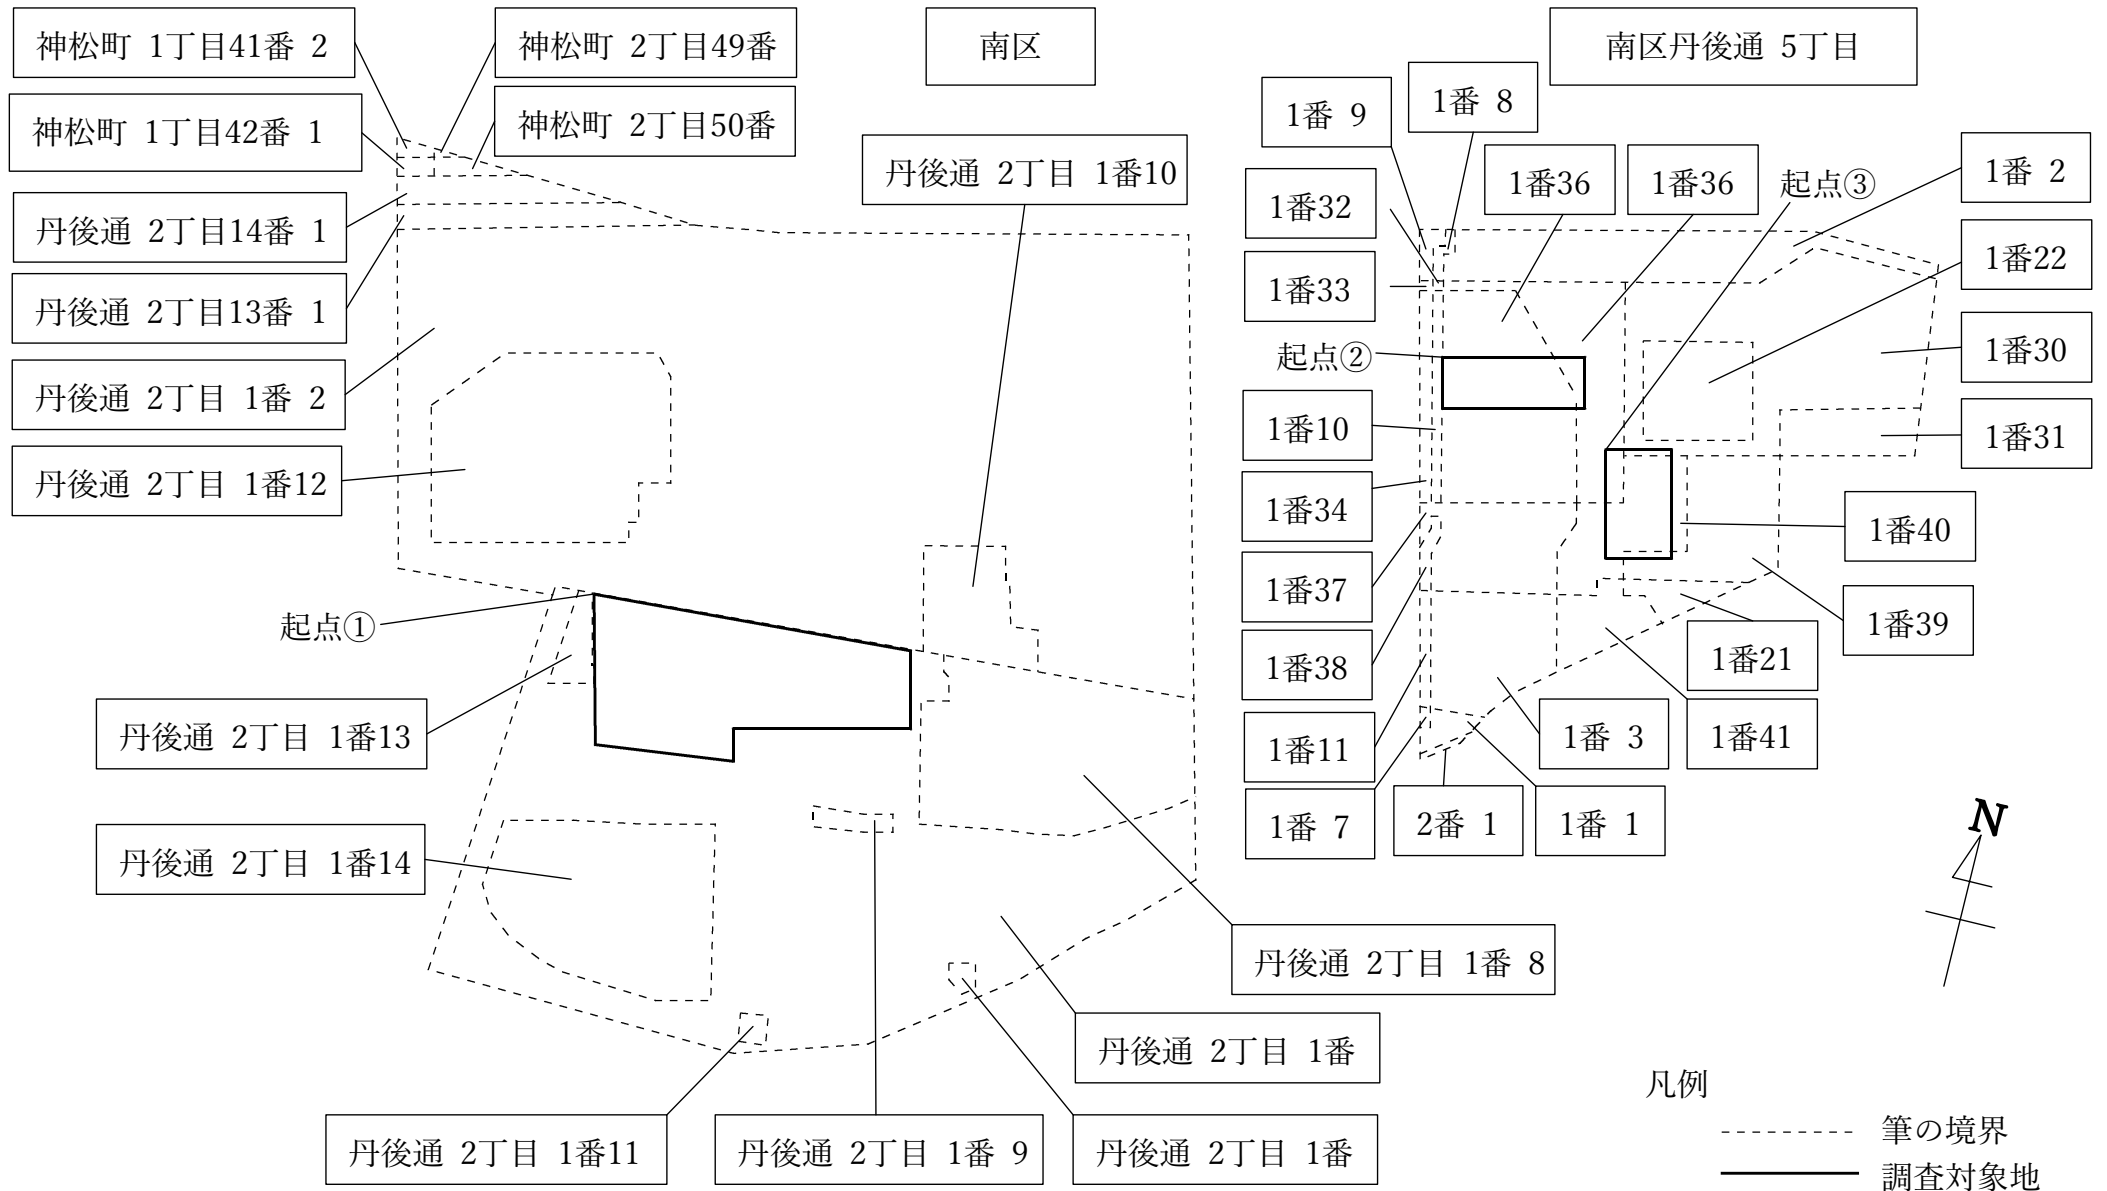 神松町 1丁目41番 2
神松町 2丁目49番
南区
神松町 1丁目42番 1
神松町 2丁目50番
丹後通 2丁目 1番10
丹後通 2丁目14番 1
丹後通 2丁目13番 1
丹後通 2丁目 1番 2
丹後通 2丁目 1番12
起点①
丹後通 2丁目 1番13
丹後通 2丁目 1番14
丹後通 2丁目 1番 8
丹後通 2丁目 1番
丹後通 2丁目 1番11
丹後通 2丁目 1番 9
丹後通 2丁目 1番
南区丹後通 5丁目
1番 9
1番 8
1番36
1番36
起点③
1番 2
1番32
1番22
1番33
起点②
1番30
1番10
1番31
1番34
1番40
1番37
1番39
1番38
1番21
1番11
1番 3
1番41
1番 7
2番 1
1番 1
N
凡例
筆の境界
調査対象地